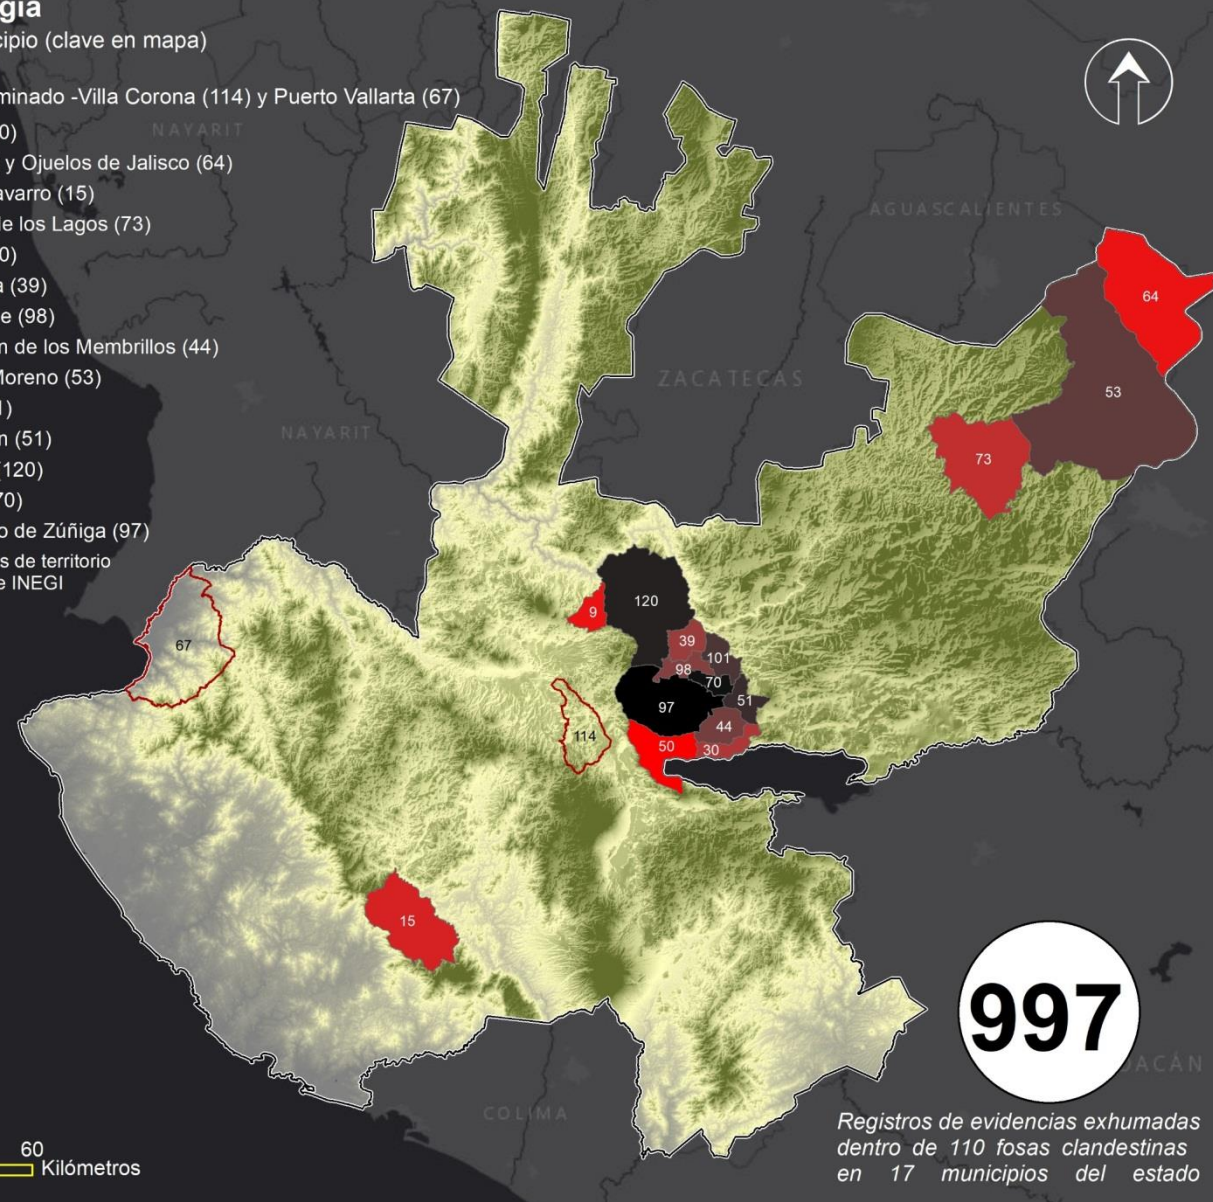 gía
cipio (clave en mapa)
minado -Villa Corona (114) y Puerto Vallarta (67)
0)
y Ojuelos de Jalisco (64)
avarro (15)
de los Lagos (73)
0)
a (39)
e (98)
n de los Membrillos (44)
Moreno (53)
1)
n (51)
(120)
70)
o de Zúñiga (97)
s de territorio
e INEGI
NAYARIT
AGUASCALIENTES
64
ZACATECAS
53
NAYARIT
73
9
120
67
39
101
98
70
51
97
44
114
50
30
15
997
OACÁN
COLIMA
Registros de evidencias exhumadas
dentro de 110 fosas clandestinas
en 17 municipios del estado
60
Kilómetros